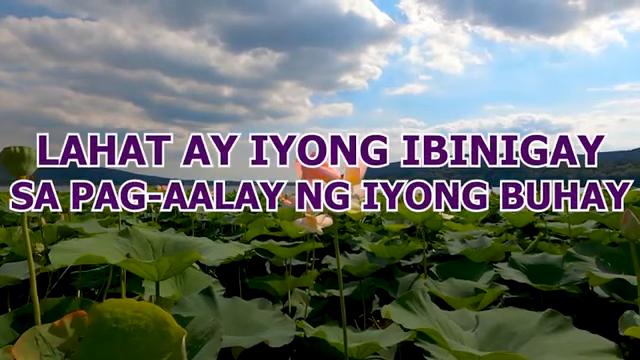 LAHAT AY IYONG IBINIGAY
SA PAG-AALAY NG IYONG BUHAY